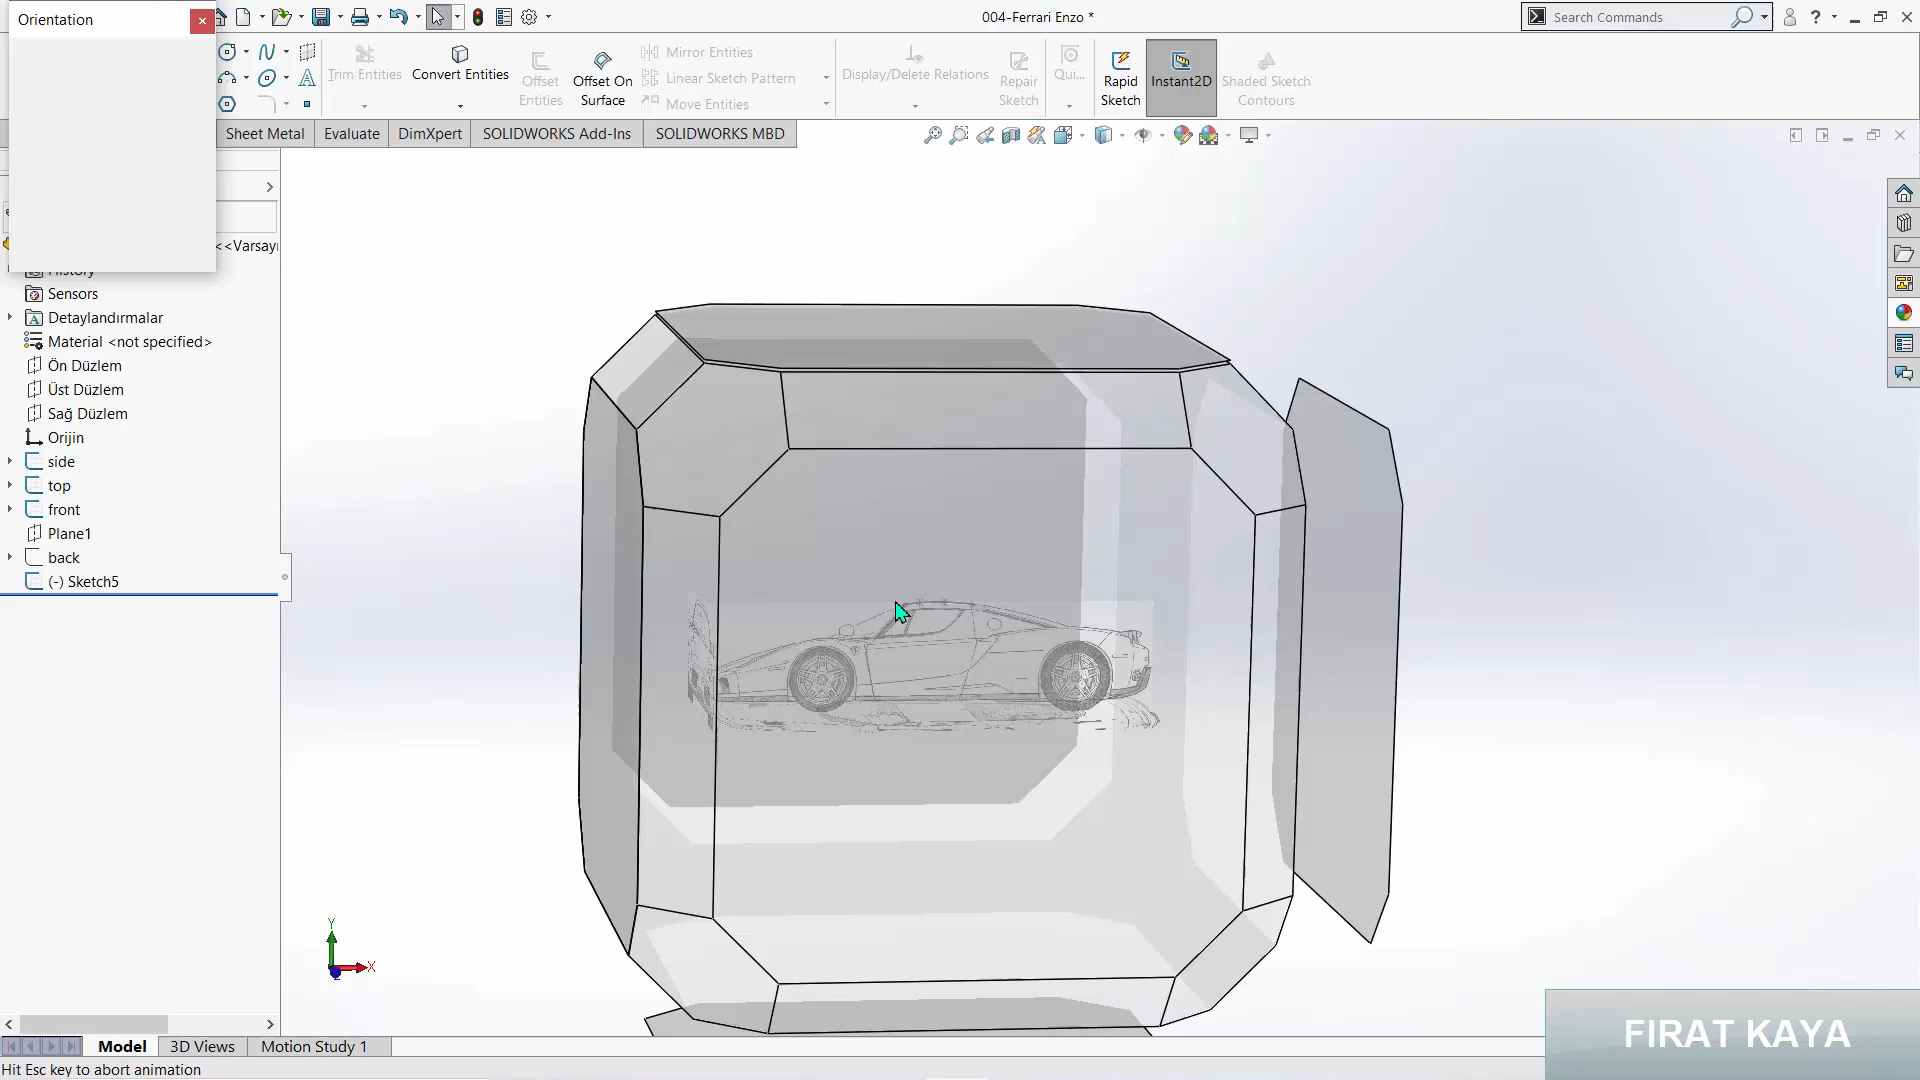 Orientation
004-Ferrari Enzo *
Search Commands
Trim Entities
Convert Entities
Offset
Entities
Offset On
Surface
Mirror Entities
Linear Sketch Pattern
Move Entities
Display/Delete Relations
Repair
Sketch
Qui...
Rapid
Sketch
Instant2D
Shaded Sketch
Contours
Sheet Metal
Evaluate
DimXpert
SOLIDWORKS Add-Ins
SOLIDWORKS MBD
<<Varsayı
History
Sensors
Detaylandırmalar
Material <not specified>
Ön Düzlem
Üst Düzlem
Sağ Düzlem
Orijin
side
top
front
Plane1
back
(-) Sketch5
Y
X
Model
3D Views
Motion Study 1
Hit Esc key to abort animation
FIRAT KAYA